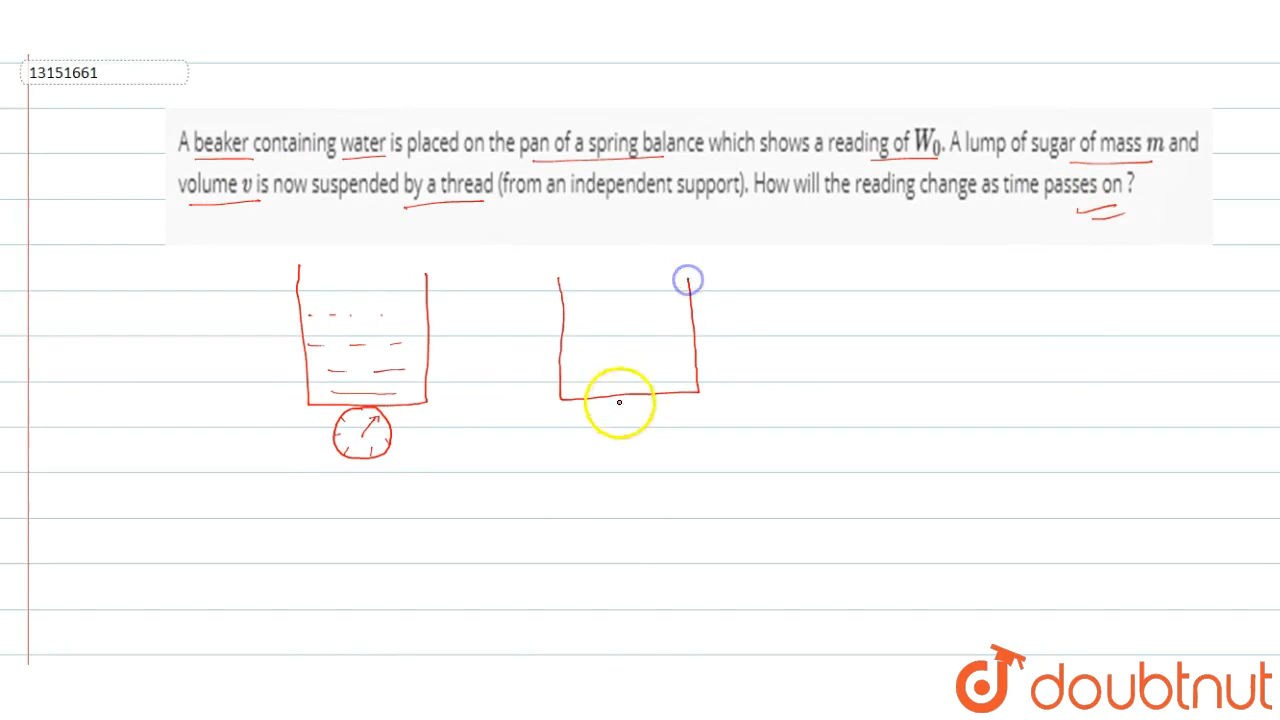 13151661
A beaker containing water is placed on the pan of a spring balance which shows a reading of W₀. A lump of sugar of mass m and
volume v is now suspended by a thread (from an independent support). How will the reading change as time passes on ?
doubtnut